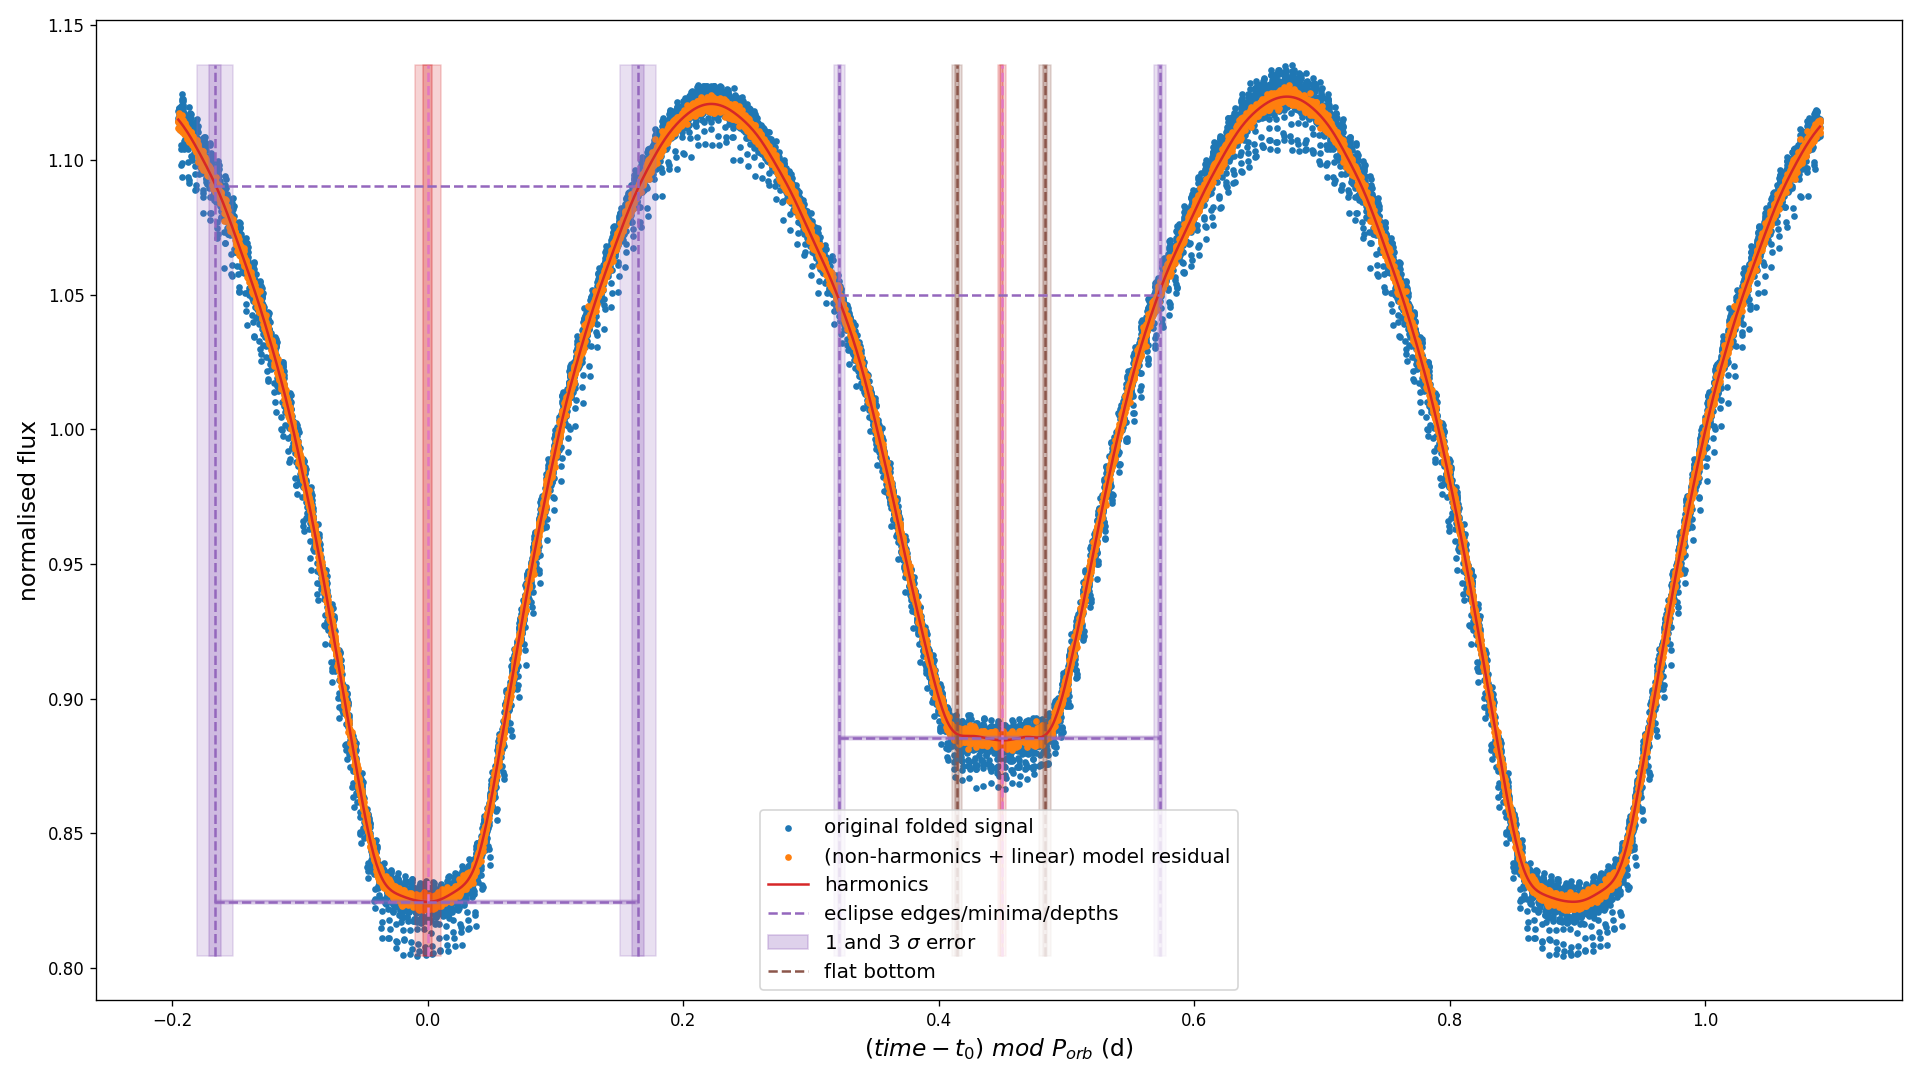 1.15
1.10
1.05
1.00
0.95
0.90
0.85
0.80
normalised flux
original folded signal
(non-harmonics + linear) model residual
harmonics
eclipse edges/minima/depths
1 and 3 σ error
flat bottom
−0.2 0.0 0.2 0.4 0.6 0.8 1.0
(time − t₀) mod Pₒᵣb (d)